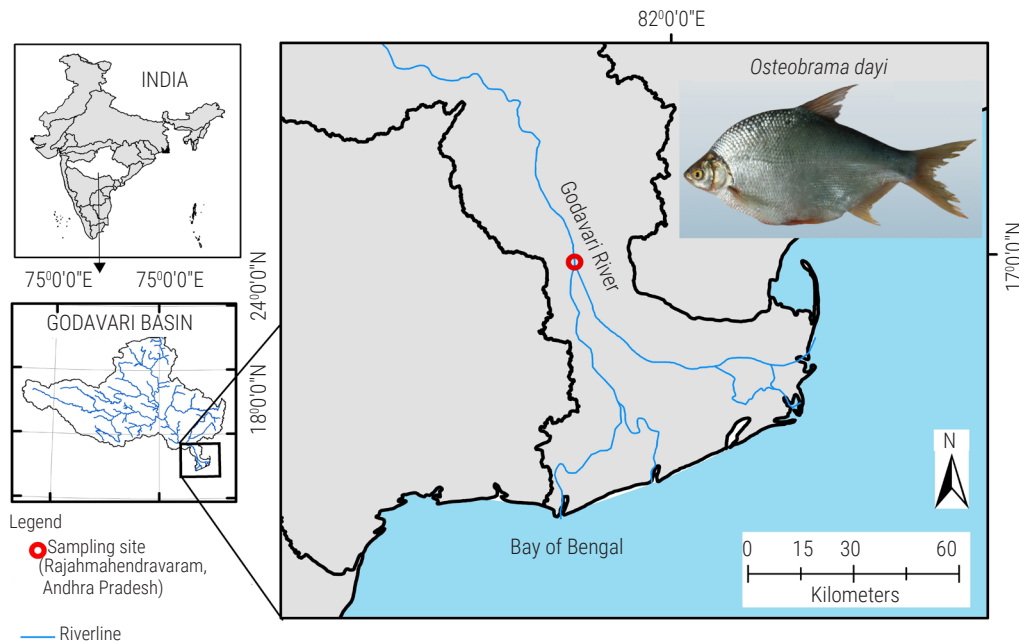 82⁰0'0"E
INDIA
Osteobrama dayi
Godavari River
17⁰0'0"N
75⁰0'0"E
75⁰0'0"E
24⁰0'0"N
GODAVARI BASIN
18⁰0'0"N
N
Legend
Sampling site
(Rajahmahendravaram,
Andhra Pradesh)
Riverline
Bay of Bengal
0 15 30 60
Kilometers